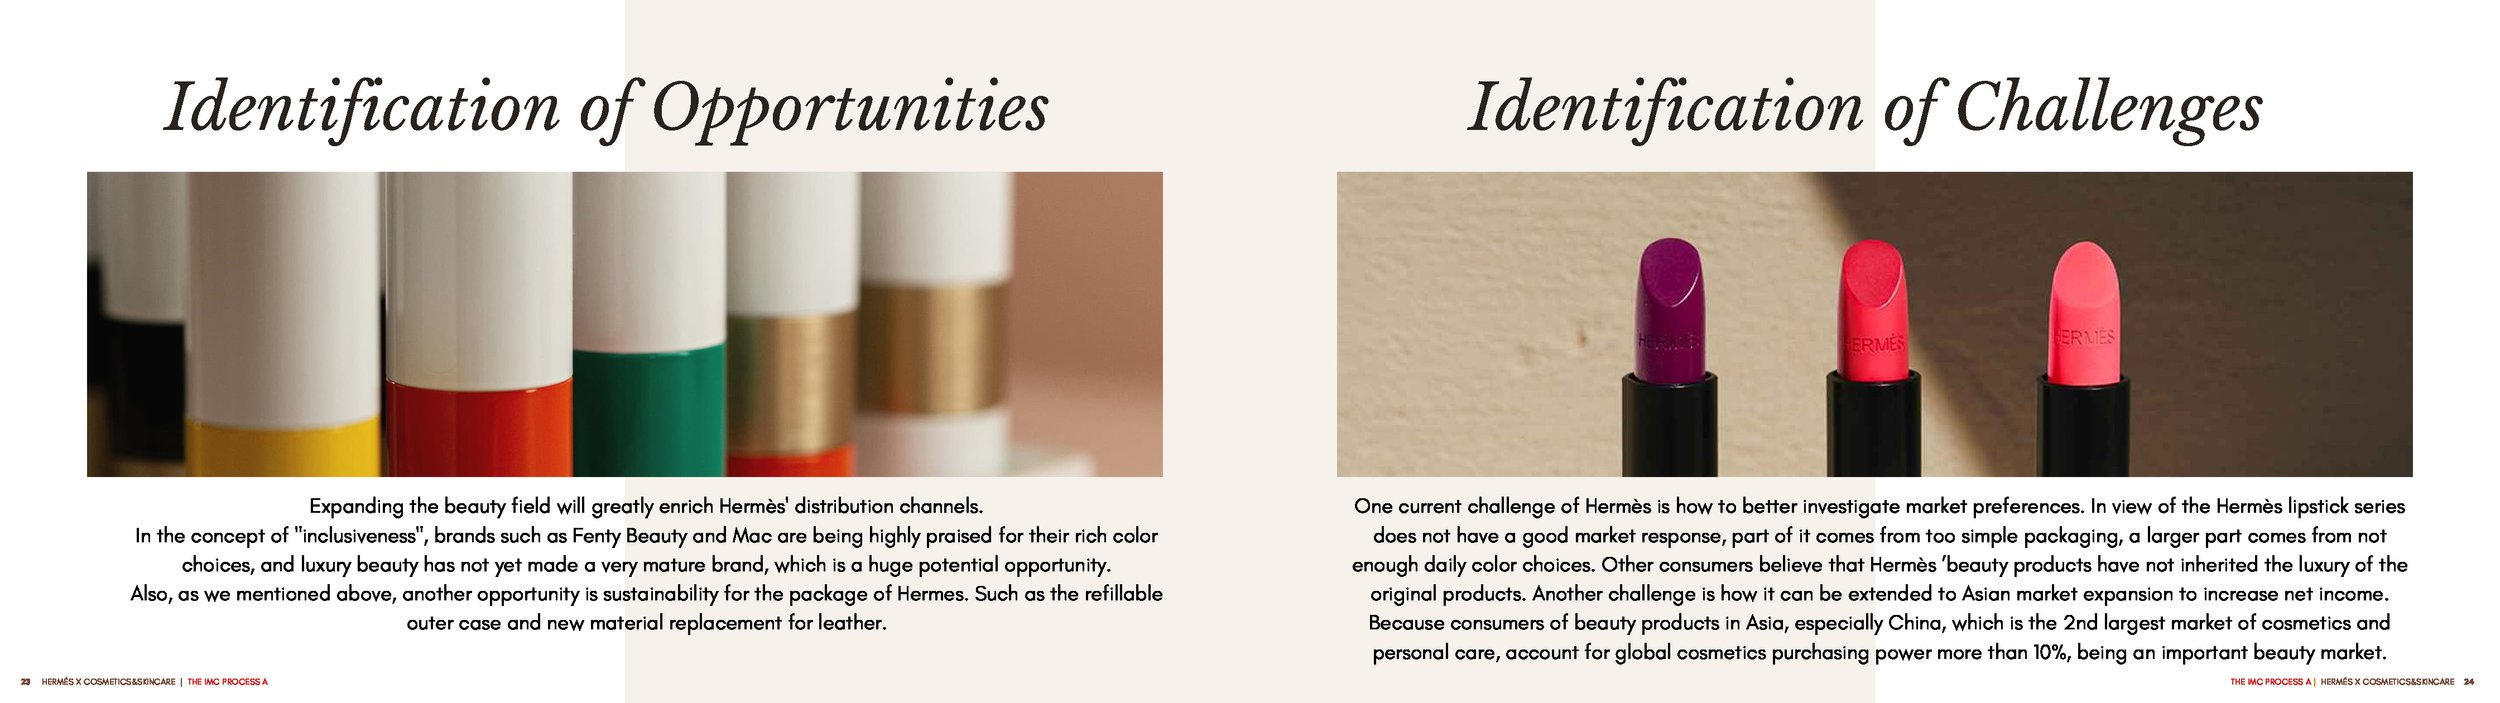 Identification of Opportunities
Expanding the beauty field will greatly enrich Hermès' distribution channels.
In the concept of "inclusiveness", brands such as Fenty Beauty and Mac are being highly praised for their rich color
choices, and luxury beauty has not yet made a very mature brand, which is a huge potential opportunity.
Also, as we mentioned above, another opportunity is sustainability for the package of Hermes. Such as the refillable
outer case and new material replacement for leather.
23 HERMÉS X COSMETICS&SKINCARE | THE IMC PROCESS A
Identification of Challenges
HERMÈS
HERMÈS
HERMÈS
One current challenge of Hermès is how to better investigate market preferences. In view of the Hermès lipstick series
does not have a good market response, part of it comes from too simple packaging, a larger part comes from not
enough daily color choices. Other consumers believe that Hermès ’beauty products have not inherited the luxury of the
original products. Another challenge is how it can be extended to Asian market expansion to increase net income.
Because consumers of beauty products in Asia, especially China, which is the 2nd largest market of cosmetics and
personal care, account for global cosmetics purchasing power more than 10%, being an important beauty market.
THE IMC PROCESS A | HERMÉS X COSMETICS&SKINCARE 24